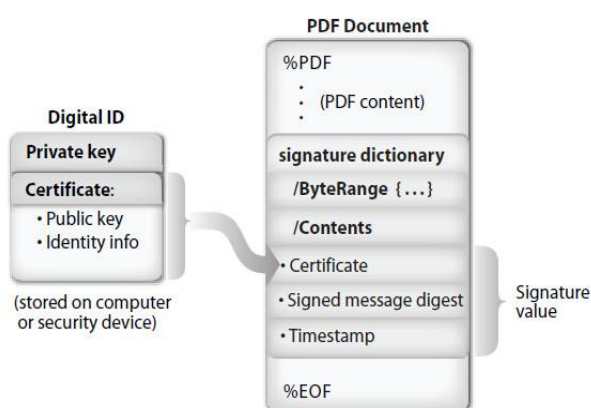 PDF Document
%PDF
(PDF content)
Digital ID
Private key
Certificate:
• Public key
• Identity info
(stored on computer
or security device)
signature dictionary
/ByteRange {...}
/Contents
• Certificate
• Signed message digest
• Timestamp
Signature
value
%EOF